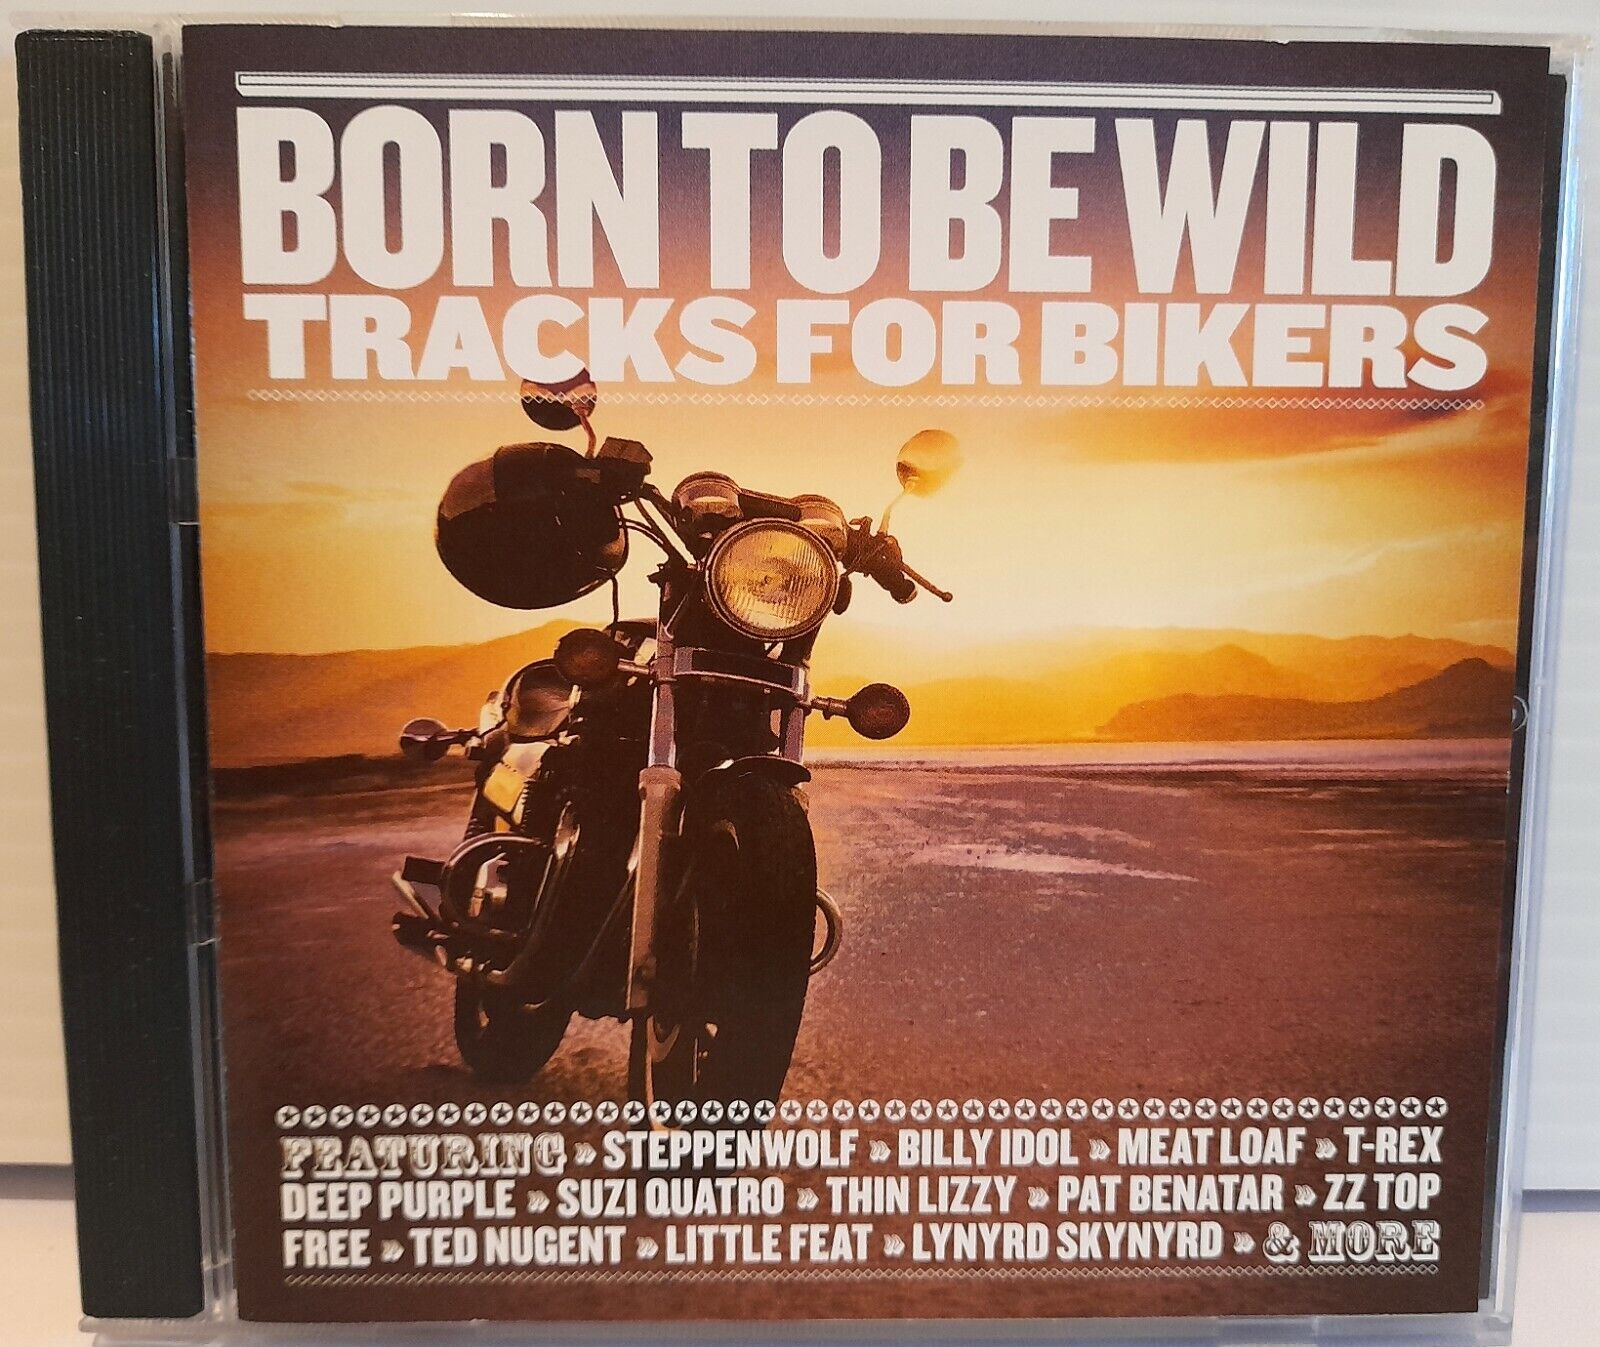 BORN TO BE WILD
TRACKS FOR BIKERS
FEATURING » STEPPENWOLF » BILLY IDOL » MEAT LOAF » T-REX
DEEP PURPLE » SUZI QUATRO » THIN LIZZY » PAT BENATAR » ZZ TOP
FREE » TED NUGENT » LITTLE FEAT » LYNYRD SKYNYRD » & MORE